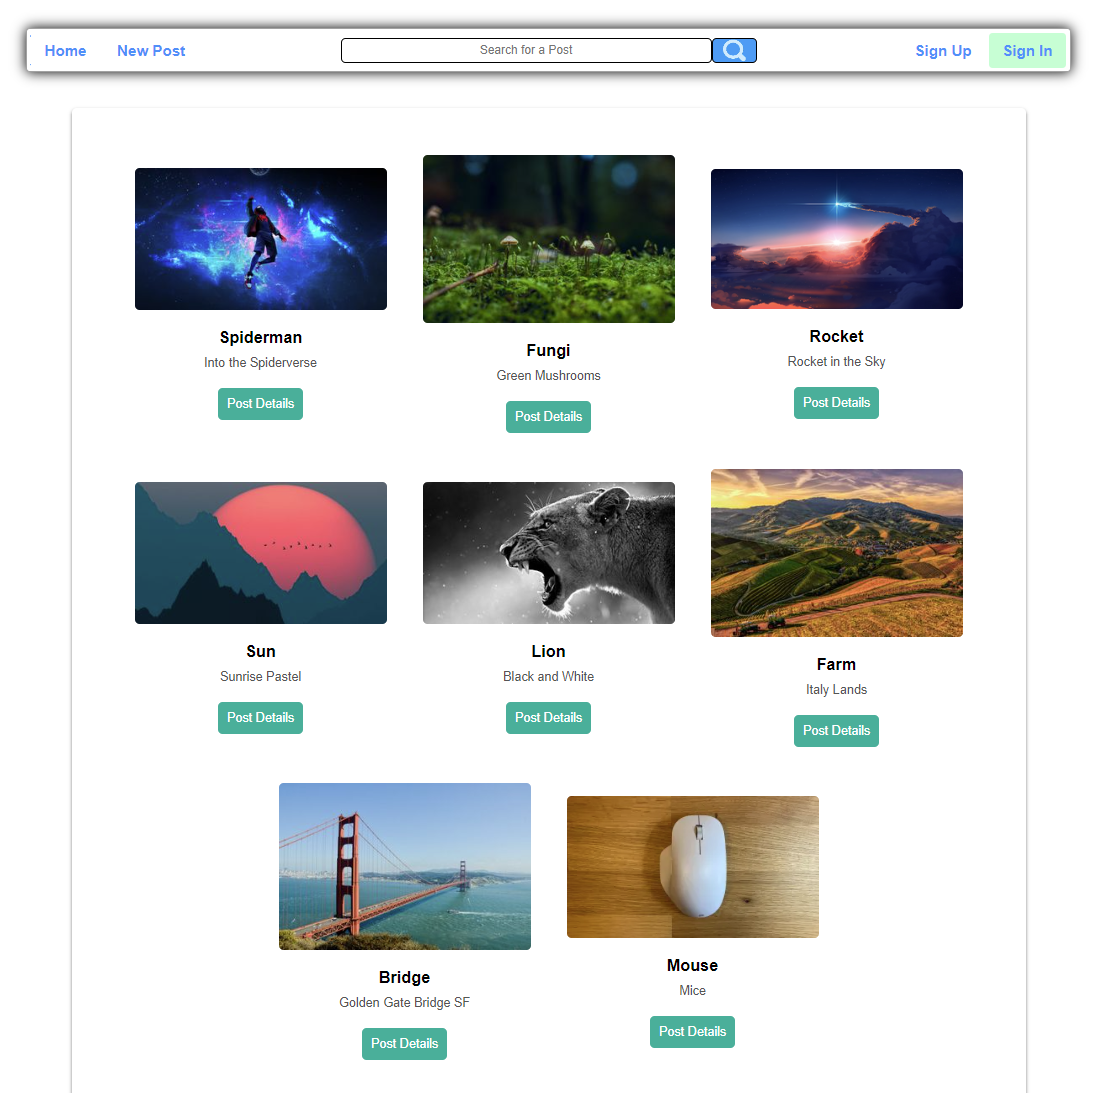 Home
New Post
Search for a Post
Sign Up
Sign In
Spiderman
Into the Spiderverse
Post Details
Fungi
Green Mushrooms
Post Details
Rocket
Rocket in the Sky
Post Details
Sun
Sunrise Pastel
Post Details
Lion
Black and White
Post Details
Farm
Italy Lands
Post Details
Bridge
Golden Gate Bridge SF
Post Details
Mouse
Mice
Post Details